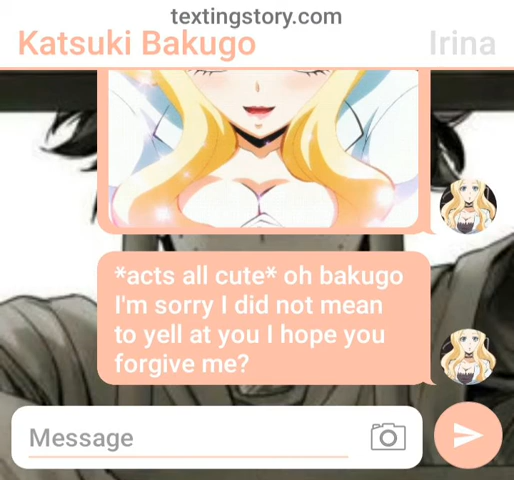 textingstory.com
Katsuki Bakugo
Irina
*acts all cute* oh bakugo
I'm sorry I did not mean
to yell at you I hope you
forgive me?
Message